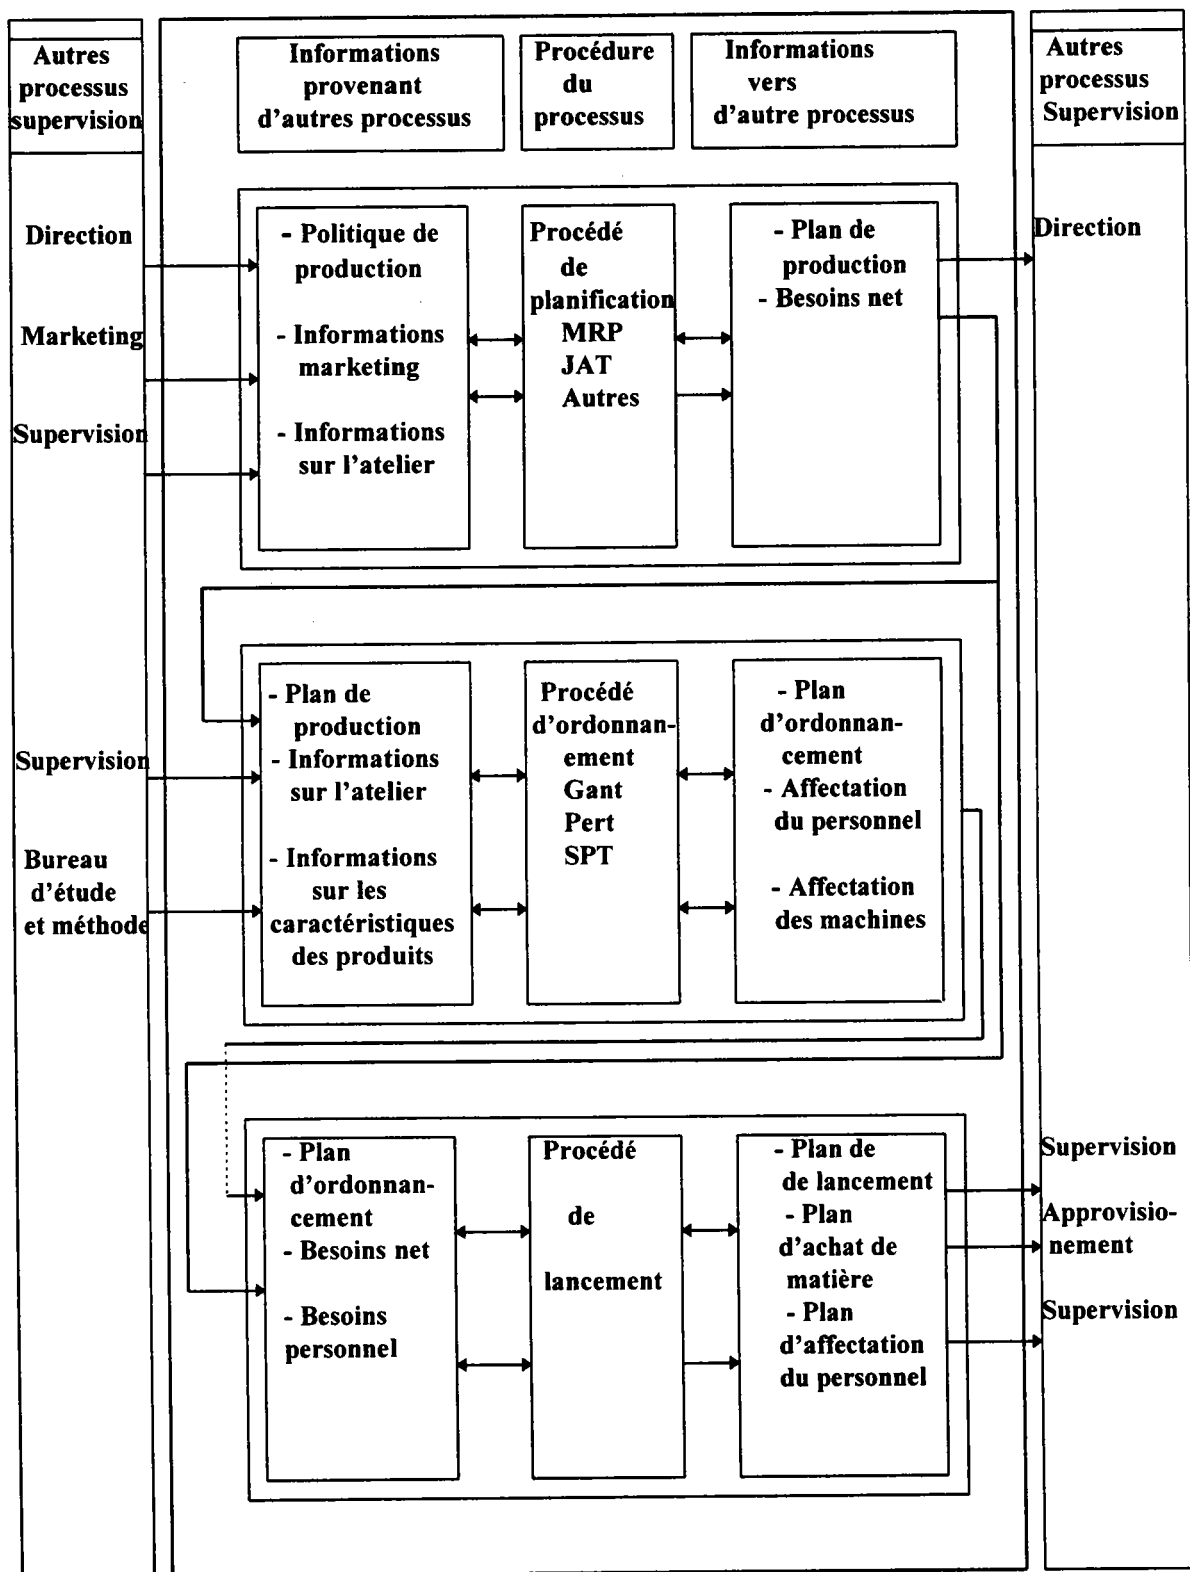 Autres
processus
supervision
Informations
provenant
d'autres processus
Procédure
du
processus
Informations
vers
d'autre processus
Autres
processus
Supervision
Direction
Marketing
Supervision
- Politique de
production
- Informations
marketing
- Informations
sur l'atelier
Procédé
de
planification
MRP
JAT
Autres
- Plan de
production
- Besoins net
Direction
Supervision
Bureau
d'étude
et méthode
- Plan de
production
- Informations
sur l'atelier
- Informations
sur les
caractéristiques
des produits
Procédé
d'ordonnan-
ement
Gant
Pert
SPT
- Plan
d'ordonnan-
cement
- Affectation
du personnel
- Affectation
des machines
- Plan
d'ordonnan-
cement
- Besoins net
- Besoins
personnel
Procédé
de
lancement
- Plan de
de lancement
- Plan
d'achat de
matière
- Plan
d'affectation
du personnel
Supervision
Approvisio-
nement
Supervision